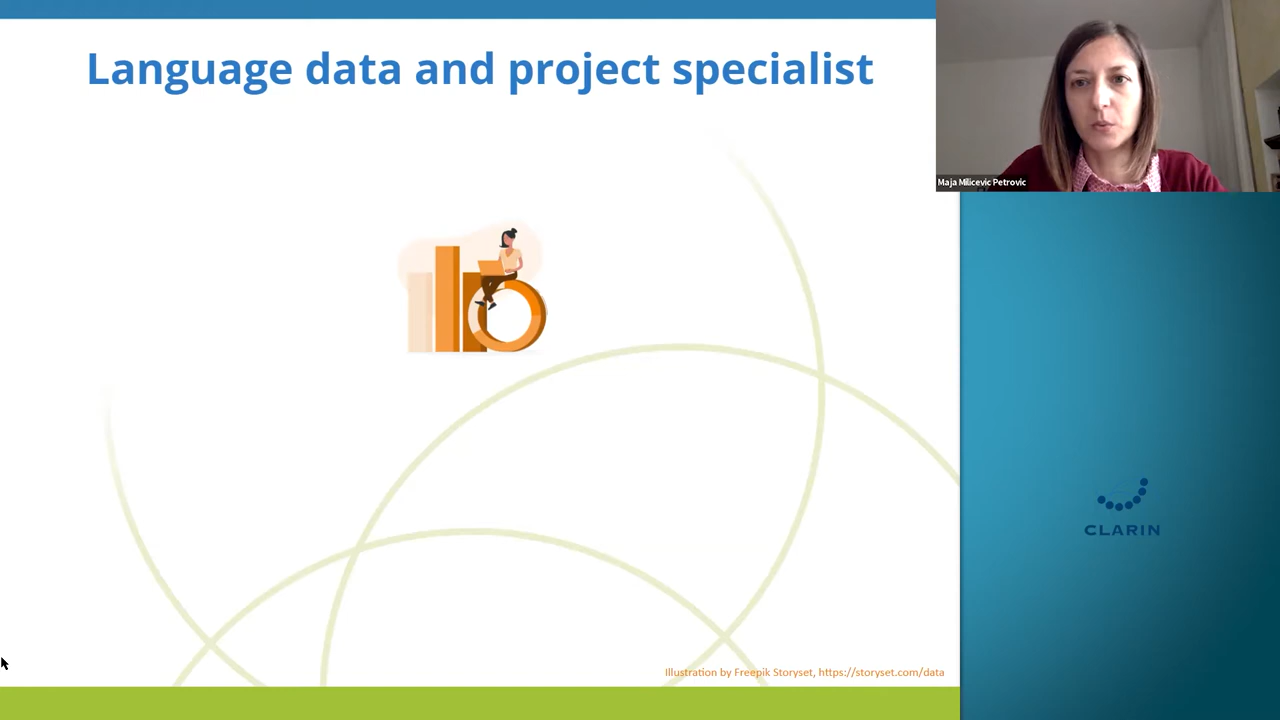 Language data and project specialist
Maja Milicevic Petrovic
CLARIN
Illustration by Freepik Storyset, https://storyset.com/data